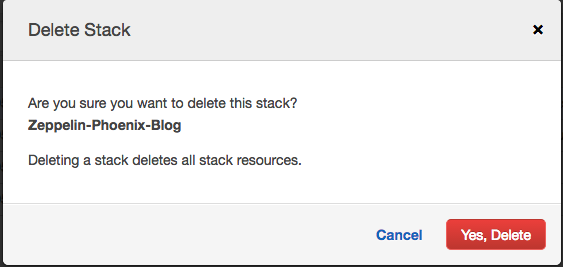 Delete Stack
×
Are you sure you want to delete this stack?
Zeppelin-Phoenix-Blog
Deleting a stack deletes all stack resources.
Cancel
Yes, Delete